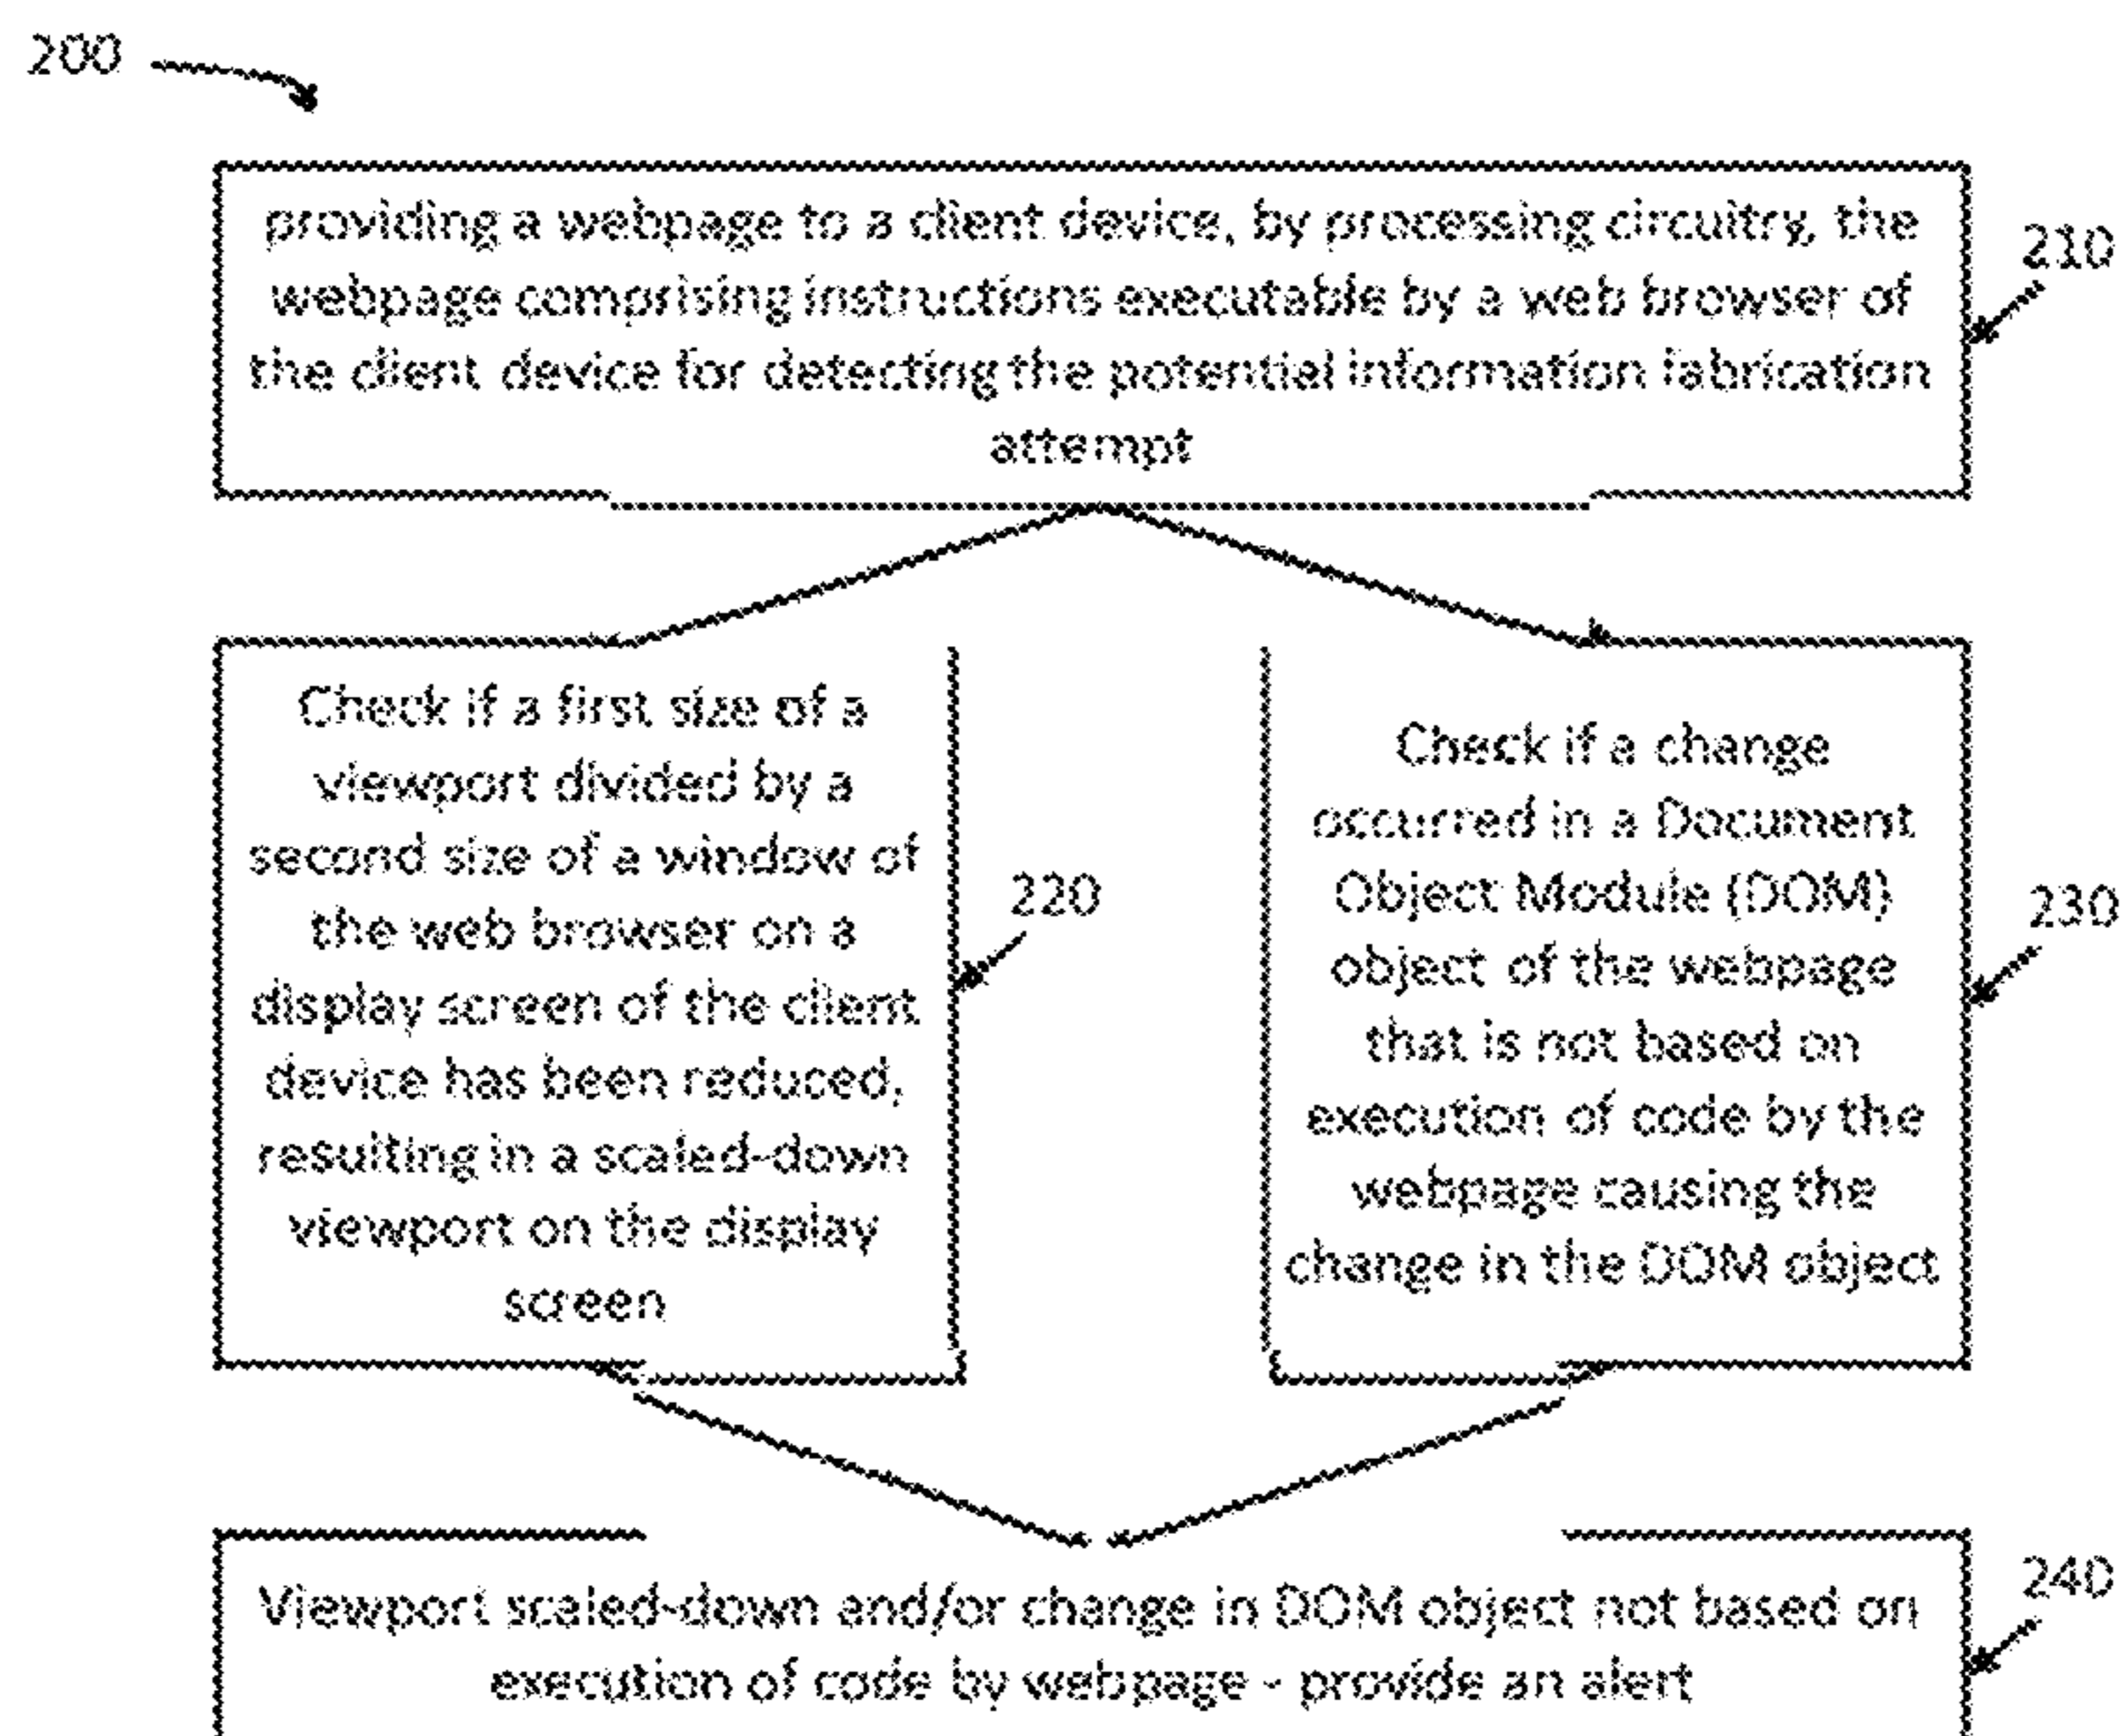 200
providing a webpage to a client device, by processing circuitry, the
webpage comprising instructions executable by a web browser of
the client device for detecting the potential information fabrication
attempt
210
Check if a first size of a
viewport divided by a
second size of a window of
the web browser on a
display screen of the client
device has been reduced,
resulting in a scaled-down
viewport on the display
screen
220
Check if a change
occurred in a Document
Object Module (DOM)
object of the webpage
that is not based on
execution of code by the
webpage causing the
change in the DOM object
230
Viewport scaled-down and/or change in DOM object not based on
execution of code by webpage - provide an alert
240